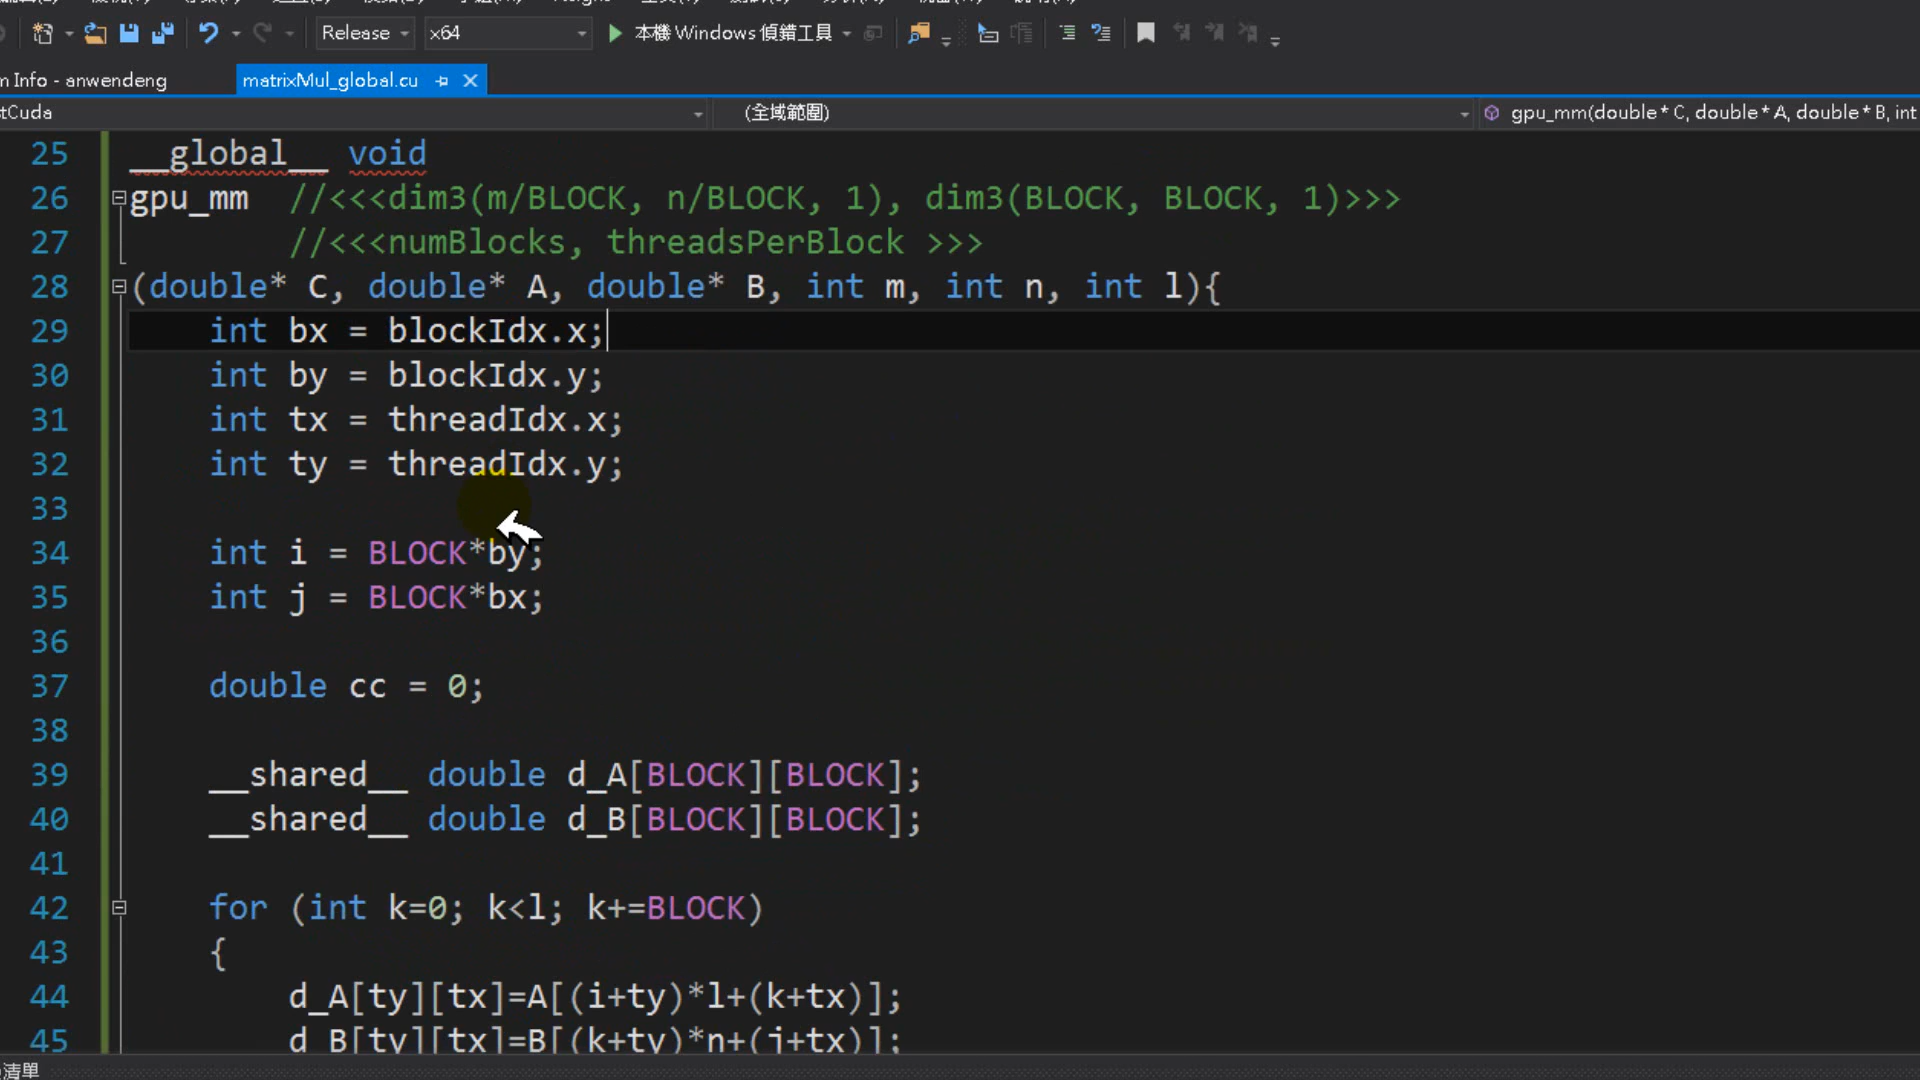 Release x64 本機 Windows 偵錯工具
m Info - anwendeng matrixMul_global.cu
tCuda (全域範圍) gpu_mm(double * C, double * A, double * B, int
25 __global__ void
26 gpu_mm //<<<dim3(m/BLOCK, n/BLOCK, 1), dim3(BLOCK, BLOCK, 1)>>>
27 //<<<numBlocks, threadsPerBlock >>>
28 (double* C, double* A, double* B, int m, int n, int l){
29 int bx = blockIdx.x;
30 int by = blockIdx.y;
31 int tx = threadIdx.x;
32 int ty = threadIdx.y;
33
34 int i = BLOCK*by;
35 int j = BLOCK*bx;
36
37 double cc = 0;
38
39 __shared__ double d_A[BLOCK][BLOCK];
40 __shared__ double d_B[BLOCK][BLOCK];
41
42 for (int k=0; k<l; k+=BLOCK)
43 {
44 d_A[ty][tx]=A[(i+ty)*l+(k+tx)];
45 d_B[ty][tx]=B[(k+ty)*n+(j+tx)];
清單